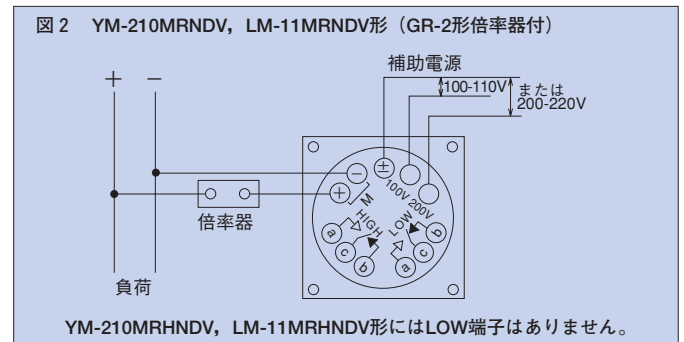 図2 YM-210MRNDV，LM-11MRNDV形（GR-2形倍率器付）
補助電源
+ −
100-110V
または
200-220V
− ± 
+ M 100V 200V
倍率器
HIGH LOW
a c b a c b
負荷
YM-210MRHNDV，LM-11MRHNDV形にはLOW端子はありません。